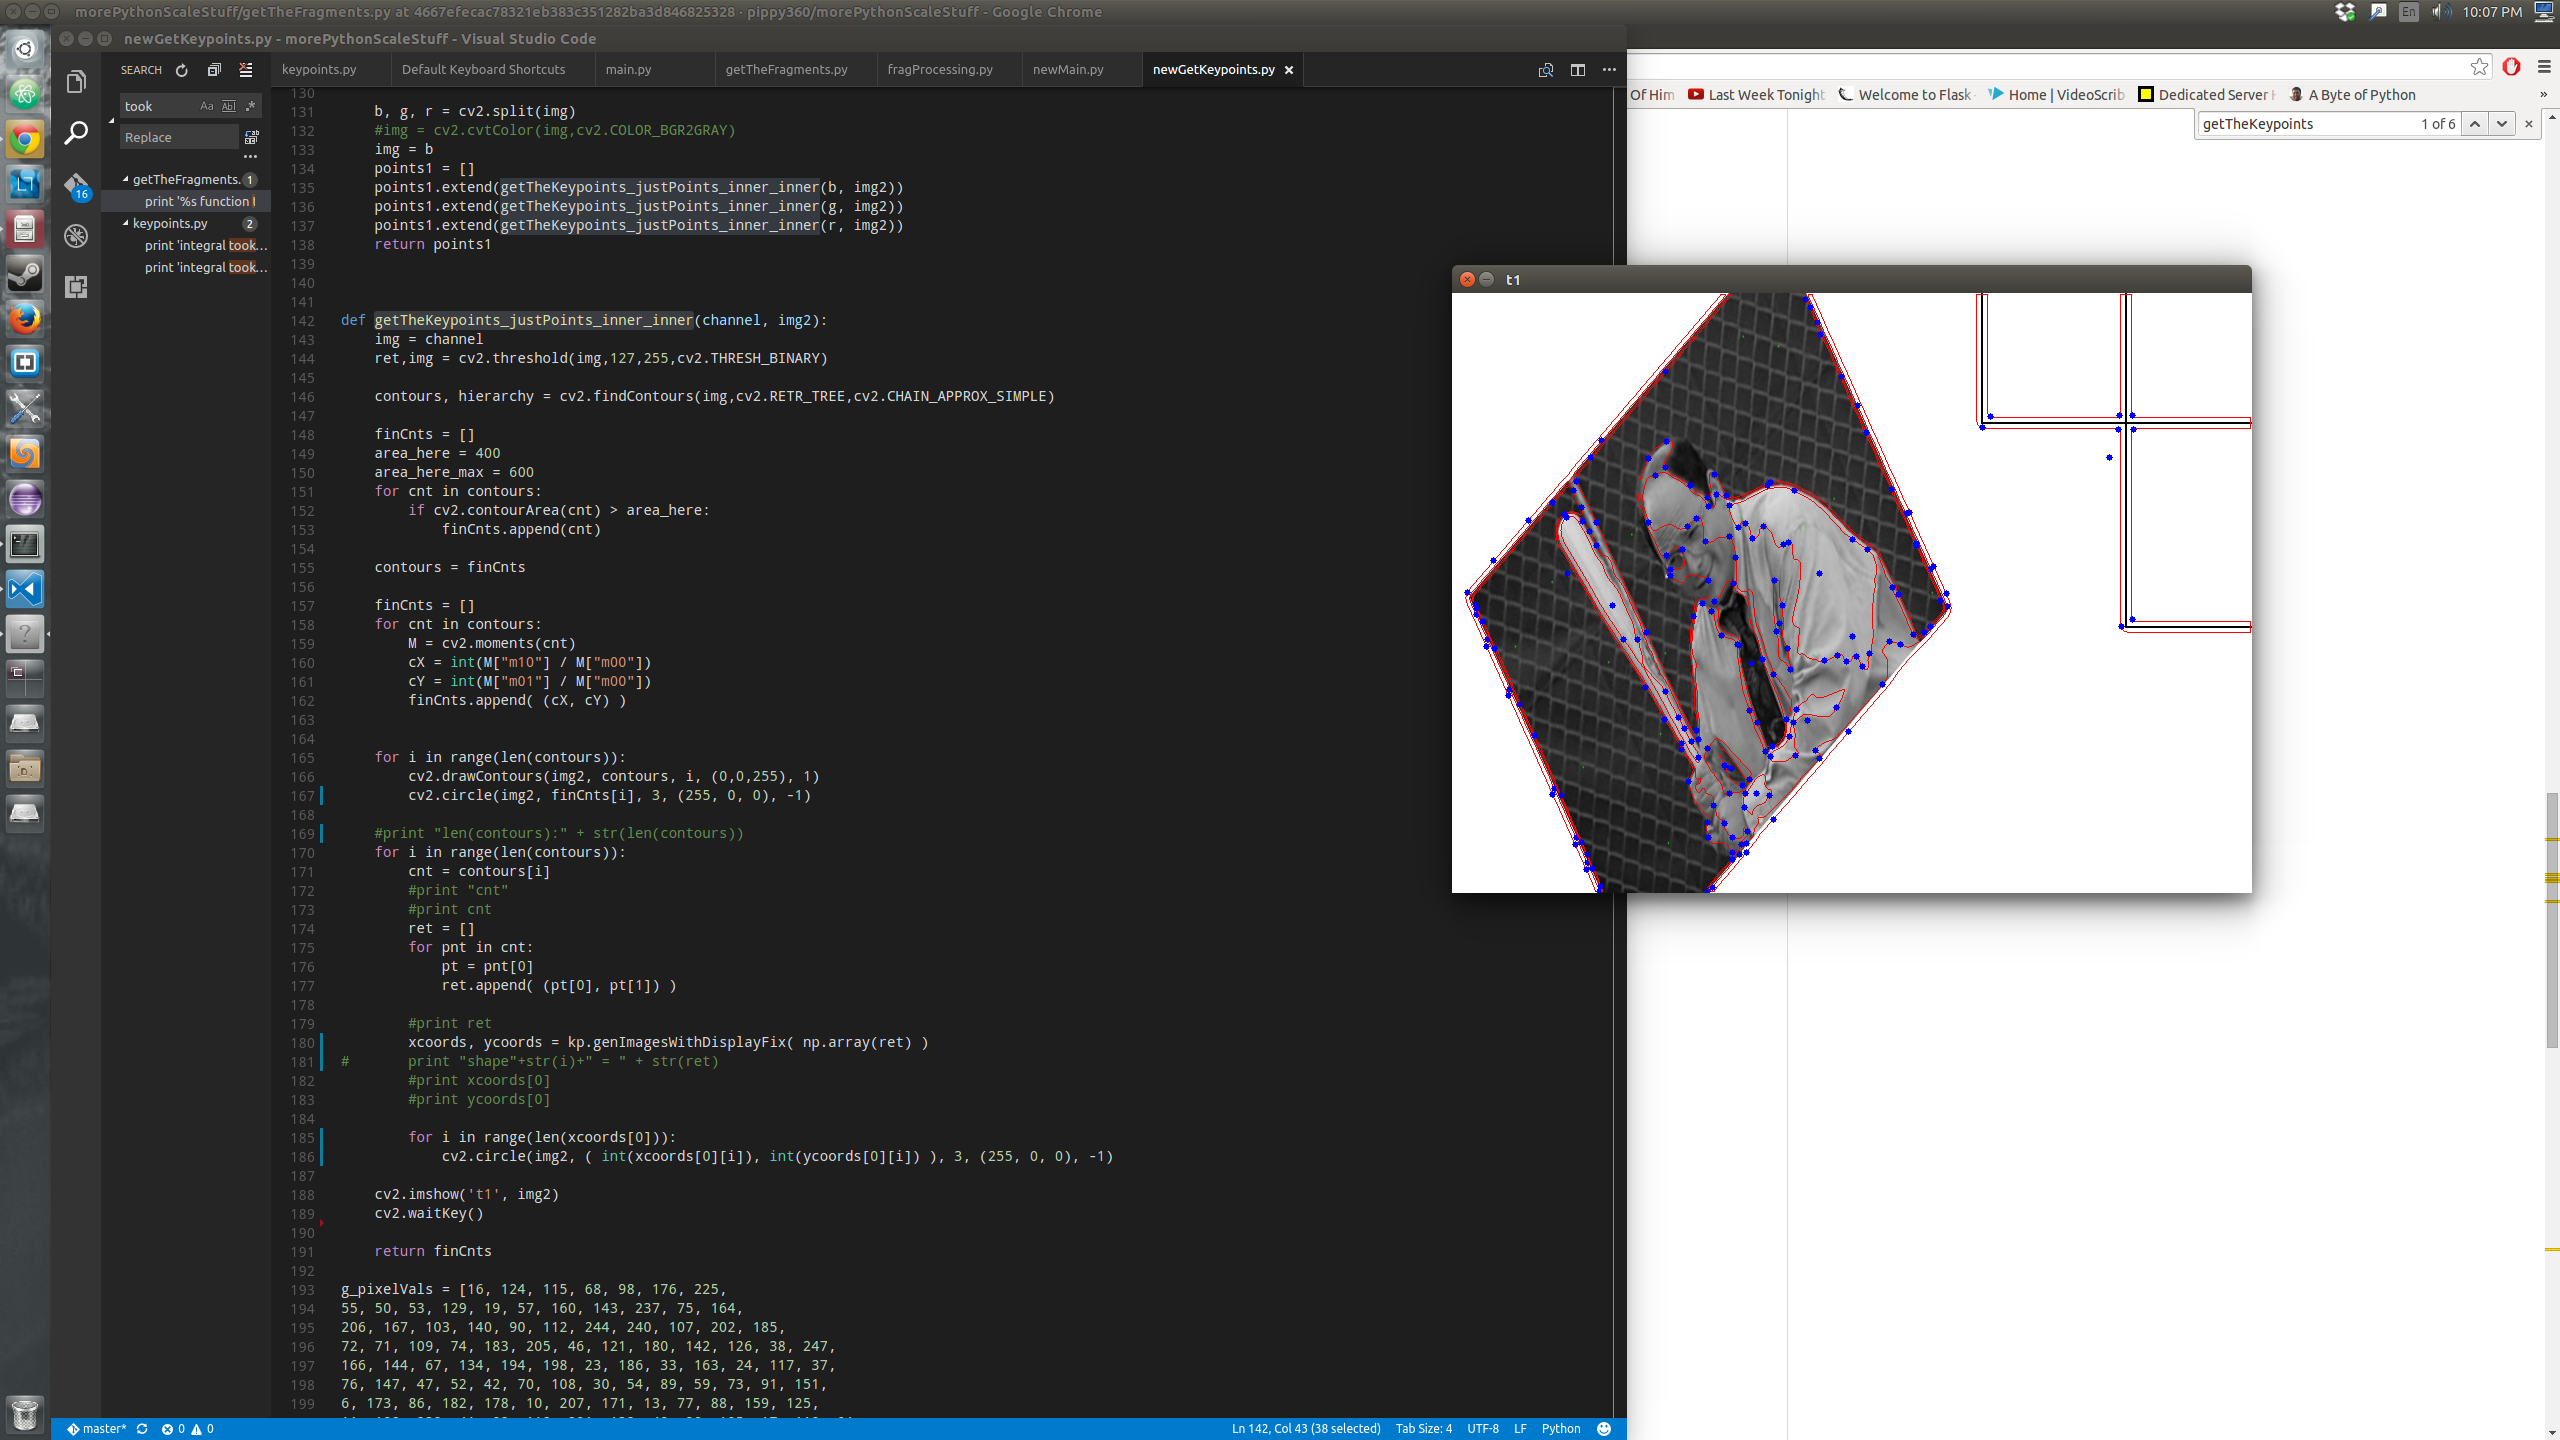 morePythonScaleStuff/getTheFragments.py at 4667efecac78321eb383c351282ba3d846825328 · pippy360/morePythonScaleStuff - Google Chrome
En 10:07 PM
newGetKeypoints.py - morePythonScaleStuff - Visual Studio Code
SEARCH
keypoints.py Default Keyboard Shortcuts main.py getTheFragments.py fragProcessing.py newMain.py newGetKeypoints.py
took
Replace
getTheFragments. 1
print '%s function t
keypoints.py 2
print 'integral took...
print 'integral took...
16
130
131 b, g, r = cv2.split(img)
132 #img = cv2.cvtColor(img,cv2.COLOR_BGR2GRAY)
133 img = b
134 points1 = []
135 points1.extend(getTheKeypoints_justPoints_inner_inner(b, img2))
136 points1.extend(getTheKeypoints_justPoints_inner_inner(g, img2))
137 points1.extend(getTheKeypoints_justPoints_inner_inner(r, img2))
138 return points1
139
140
141
142 def getTheKeypoints_justPoints_inner_inner(channel, img2):
143 img = channel
144 ret,img = cv2.threshold(img,127,255,cv2.THRESH_BINARY)
145
146 contours, hierarchy = cv2.findContours(img,cv2.RETR_TREE,cv2.CHAIN_APPROX_SIMPLE)
147
148 finCnts = []
149 area_here = 400
150 area_here_max = 600
151 for cnt in contours:
152 if cv2.contourArea(cnt) > area_here:
153 finCnts.append(cnt)
154
155 contours = finCnts
156
157 finCnts = []
158 for cnt in contours:
159 M = cv2.moments(cnt)
160 cX = int(M["m10"] / M["m00"])
161 cY = int(M["m01"] / M["m00"])
162 finCnts.append( (cX, cY) )
163
164
165 for i in range(len(contours)):
166 cv2.drawContours(img2, contours, i, (0,0,255), 1)
167 cv2.circle(img2, finCnts[i], 3, (255, 0, 0), -1)
168
169 #print "len(contours):" + str(len(contours))
170 for i in range(len(contours)):
171 cnt = contours[i]
172 #print "cnt"
173 #print cnt
174 ret = []
175 for pnt in cnt:
176 pt = pnt[0]
177 ret.append( (pt[0], pt[1]) )
178
179 #print ret
180 xcoords, ycoords = kp.genImagesWithDisplayFix( np.array(ret) )
181 # print "shape"+str(i)+" = " + str(ret)
182 #print xcoords[0]
183 #print ycoords[0]
184
185 for i in range(len(xcoords[0])):
186 cv2.circle(img2, ( int(xcoords[0][i]), int(ycoords[0][i]) ), 3, (255, 0, 0), -1)
187
188 cv2.imshow('t1', img2)
189 cv2.waitKey()
190
191 return finCnts
192
193 g_pixelVals = [16, 124, 115, 68, 98, 176, 225,
194 55, 50, 53, 129, 19, 57, 160, 143, 237, 75, 164,
195 206, 167, 103, 140, 90, 112, 244, 240, 107, 202, 185,
196 72, 71, 109, 74, 183, 205, 46, 121, 180, 142, 126, 38, 247,
197 166, 144, 67, 134, 194, 198, 23, 186, 33, 163, 24, 117, 37,
198 76, 147, 47, 52, 42, 70, 108, 30, 54, 89, 59, 73, 91, 151,
199 6, 173, 86, 182, 178, 10, 207, 171, 13, 77, 88, 159, 125,
master* 0 0 Ln 142, Col 43 (38 selected) Tab Size: 4 UTF-8 LF Python
Of Him Last Week Tonight Welcome to Flask Home | VideoScrib Dedicated Server A Byte of Python »
getTheKeypoints 1 of 6
t1